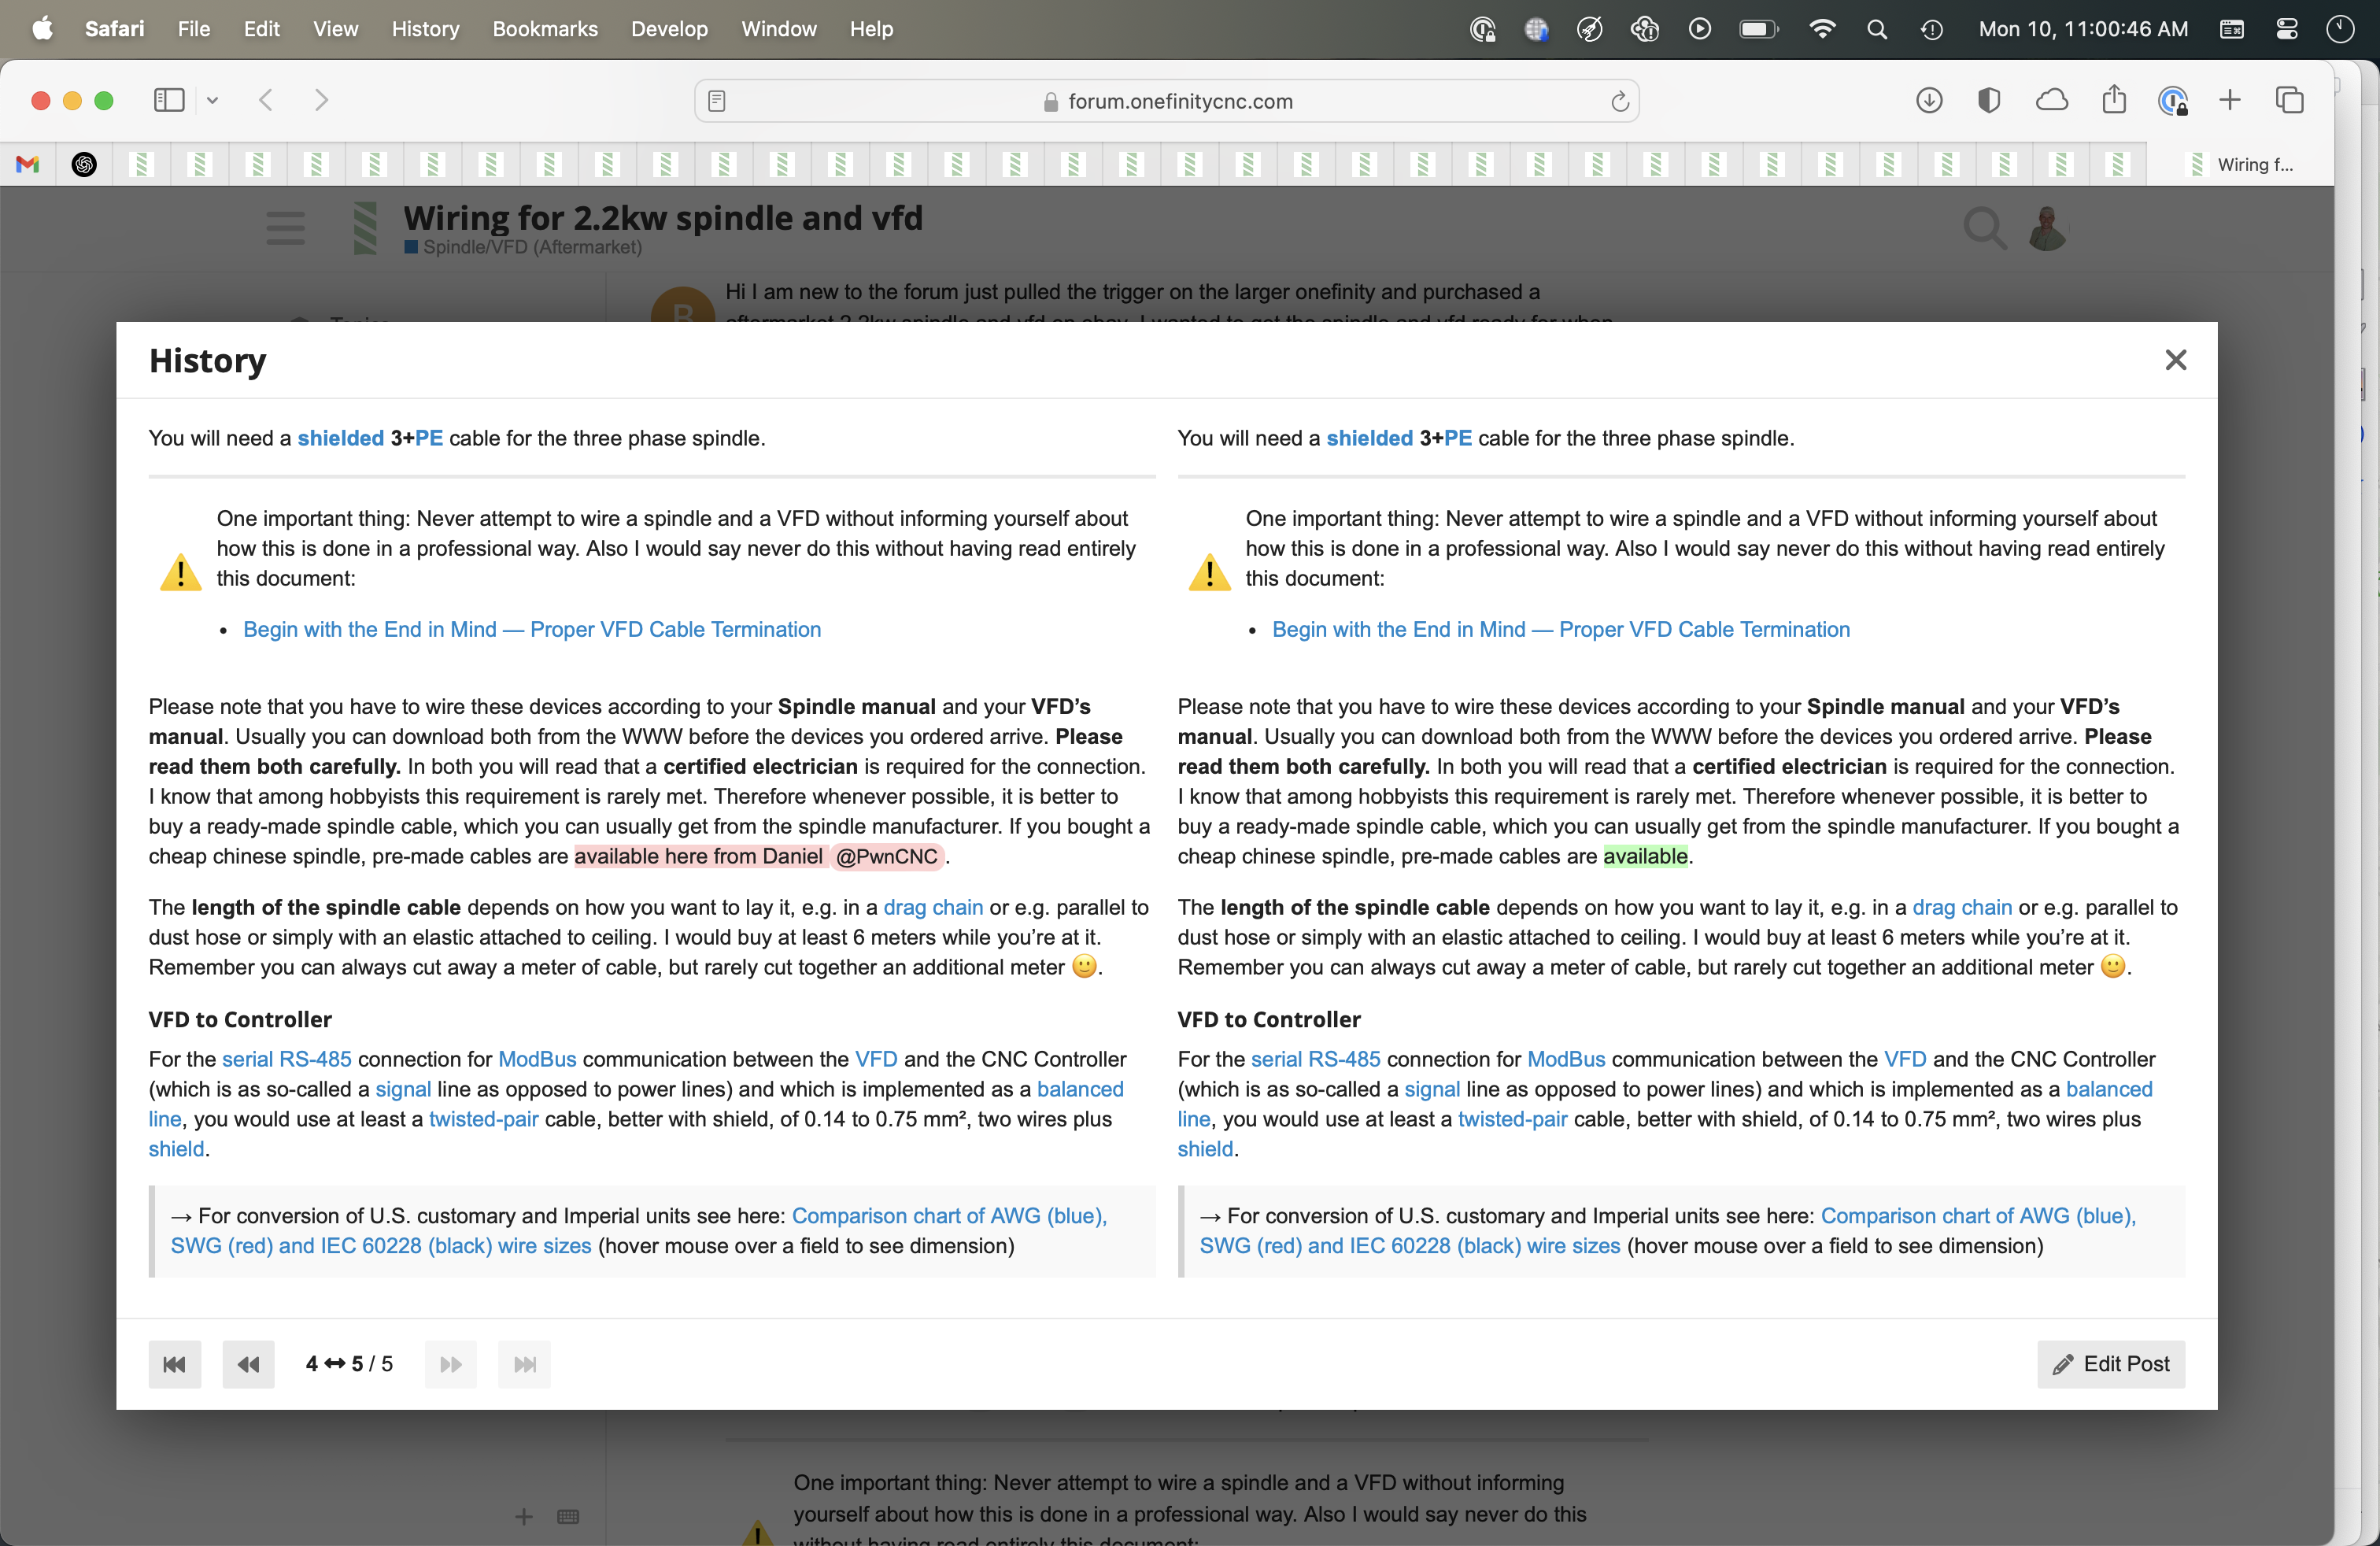 Safari File Edit View History Bookmarks Develop Window Help Mon 10, 11:00:46 AM
forum.onefinitycnc.com
Wiring f...
Wiring for 2.2kw spindle and vfd
Spindle/VFD (Aftermarket)
Hi I am new to the forum just pulled the trigger on the larger onefinity and purchased a
History
You will need a shielded 3+PE cable for the three phase spindle.
One important thing: Never attempt to wire a spindle and a VFD without informing yourself about
how this is done in a professional way. Also I would say never do this without having read entirely
this document:
• Begin with the End in Mind — Proper VFD Cable Termination
Please note that you have to wire these devices according to your Spindle manual and your VFD’s
manual. Usually you can download both from the WWW before the devices you ordered arrive. Please
read them both carefully. In both you will read that a certified electrician is required for the connection.
I know that among hobbyists this requirement is rarely met. Therefore whenever possible, it is better to
buy a ready-made spindle cable, which you can usually get from the spindle manufacturer. If you bought a
cheap chinese spindle, pre-made cables are available here from Daniel @PwnCNC.
The length of the spindle cable depends on how you want to lay it, e.g. in a drag chain or e.g. parallel to
dust hose or simply with an elastic attached to ceiling. I would buy at least 6 meters while you’re at it.
Remember you can always cut away a meter of cable, but rarely cut together an additional meter 🙂.
VFD to Controller
For the serial RS-485 connection for ModBus communication between the VFD and the CNC Controller
(which is as so-called a signal line as opposed to power lines) and which is implemented as a balanced
line, you would use at least a twisted-pair cable, better with shield, of 0.14 to 0.75 mm², two wires plus
shield.
→ For conversion of U.S. customary and Imperial units see here: Comparison chart of AWG (blue),
SWG (red) and IEC 60228 (black) wire sizes (hover mouse over a field to see dimension)
You will need a shielded 3+PE cable for the three phase spindle.
One important thing: Never attempt to wire a spindle and a VFD without informing yourself about
how this is done in a professional way. Also I would say never do this without having read entirely
this document:
• Begin with the End in Mind — Proper VFD Cable Termination
Please note that you have to wire these devices according to your Spindle manual and your VFD’s
manual. Usually you can download both from the WWW before the devices you ordered arrive. Please
read them both carefully. In both you will read that a certified electrician is required for the connection.
I know that among hobbyists this requirement is rarely met. Therefore whenever possible, it is better to
buy a ready-made spindle cable, which you can usually get from the spindle manufacturer. If you bought a
cheap chinese spindle, pre-made cables are available.
The length of the spindle cable depends on how you want to lay it, e.g. in a drag chain or e.g. parallel to
dust hose or simply with an elastic attached to ceiling. I would buy at least 6 meters while you’re at it.
Remember you can always cut away a meter of cable, but rarely cut together an additional meter 🙂.
VFD to Controller
For the serial RS-485 connection for ModBus communication between the VFD and the CNC Controller
(which is as so-called a signal line as opposed to power lines) and which is implemented as a balanced
line, you would use at least a twisted-pair cable, better with shield, of 0.14 to 0.75 mm², two wires plus
shield.
→ For conversion of U.S. customary and Imperial units see here: Comparison chart of AWG (blue),
SWG (red) and IEC 60228 (black) wire sizes (hover mouse over a field to see dimension)
4 ↔ 5 / 5
Edit Post
One important thing: Never attempt to wire a spindle and a VFD without informing
yourself about how this is done in a professional way. Also I would say never do this
without having read entirely this document: